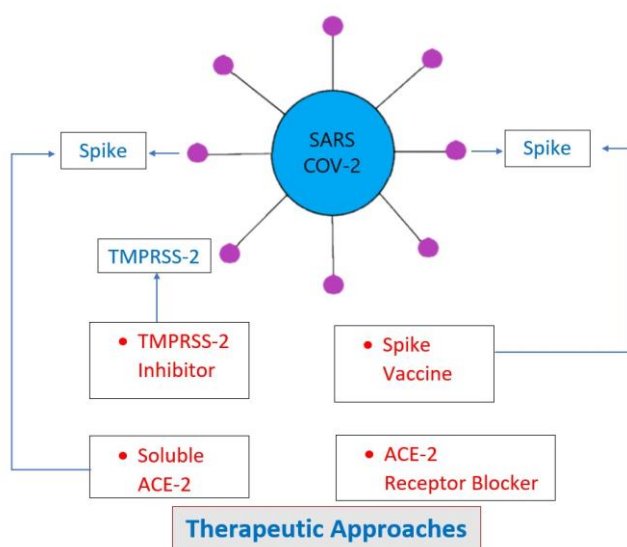 SARS
COV-2
Spike
Spike
TMPRSS-2
• TMPRSS-2
Inhibitor
• Spike
Vaccine
• Soluble
ACE-2
• ACE-2
Receptor Blocker
Therapeutic Approaches